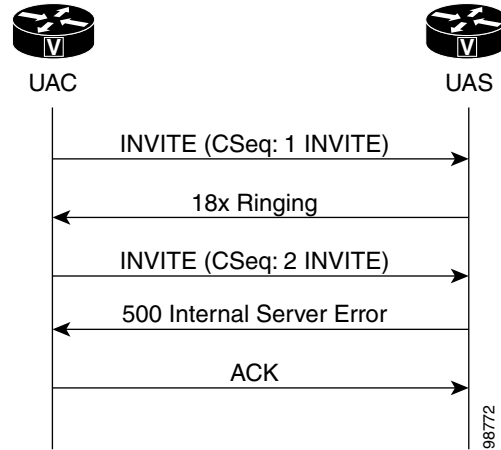 V
V
UAC
UAS
INVITE (CSeq: 1 INVITE)
18x Ringing
INVITE (CSeq: 2 INVITE)
500 Internal Server Error
ACK
98772